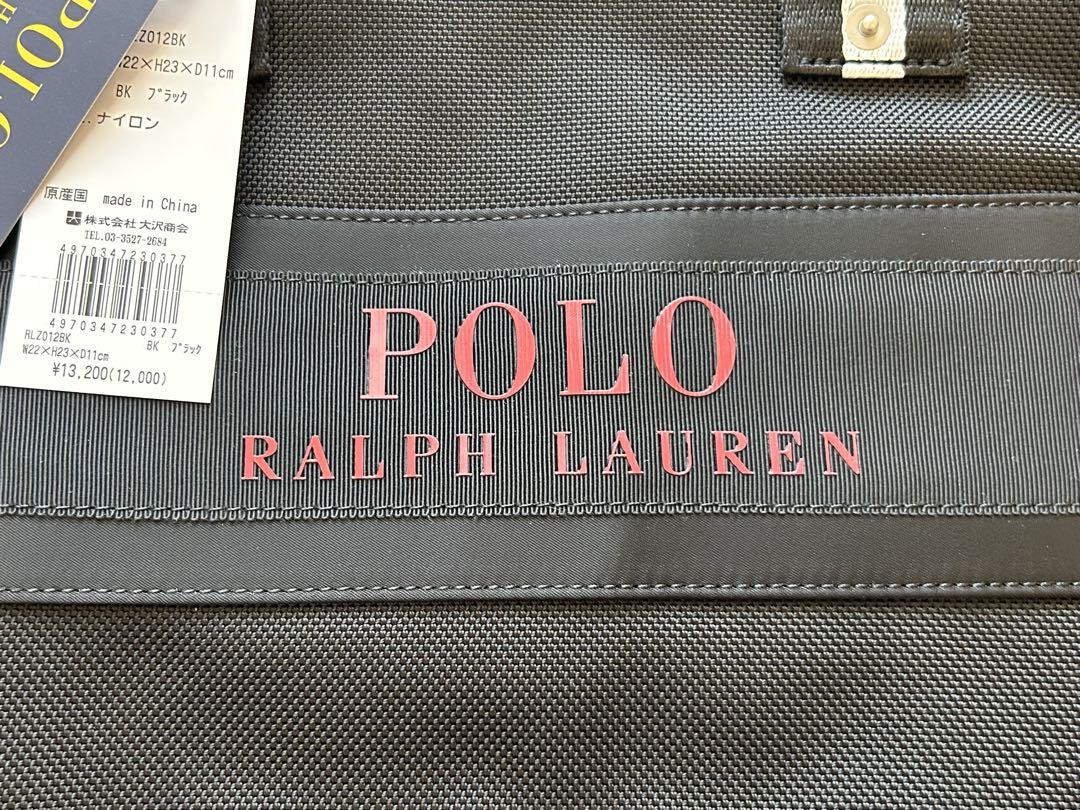 POLO
LZ012BK
W22×H23×D11cm
BK ブラック
ナイロン
原産国 made in China
株式会社 大沢商会
TEL.03-3527-2684
4970347230377
4970347230377
RLZ012BK BK ブラック
W22×H23×D11cm
¥13,200(12,000)
POLO
RALPH LAUREN